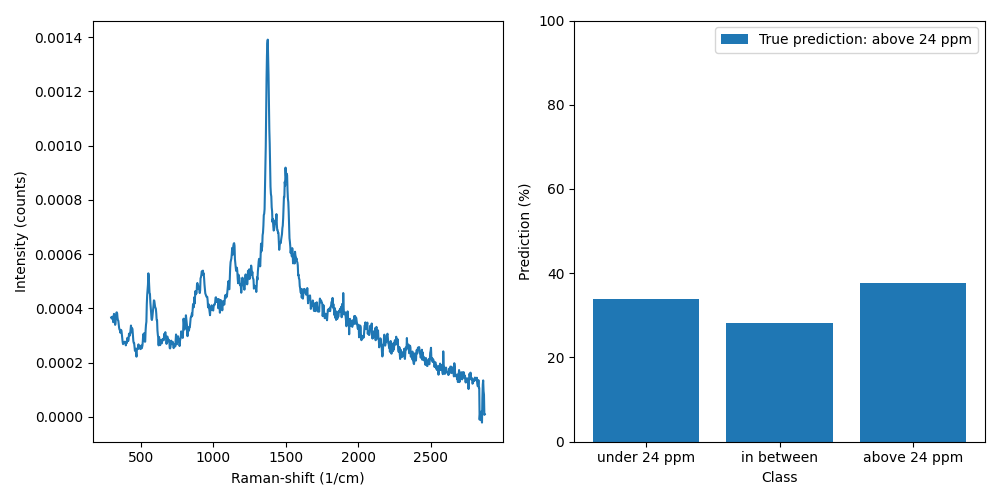 0.0014
0.0012
0.0010
0.0008
0.0006
0.0004
0.0002
0.0000
Intensity (counts)
500 1000 1500 2000 2500
Raman-shift (1/cm)
True prediction: above 24 ppm
100
80
60
40
20
0
Prediction (%)
under 24 ppm in between above 24 ppm
Class